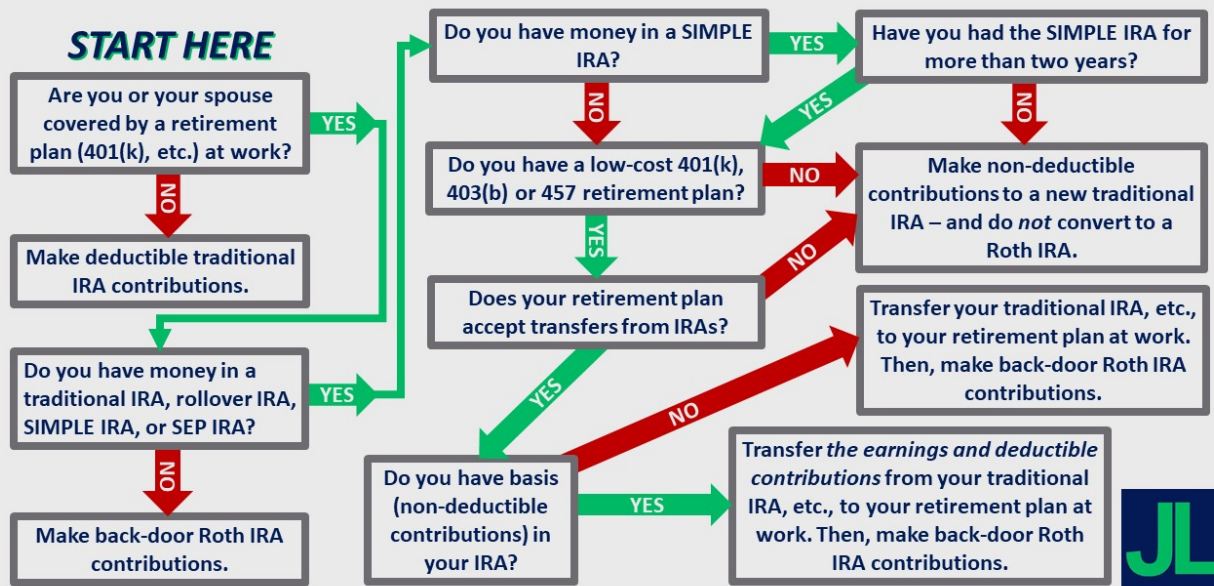 START HERE
Are you or your spouse
covered by a retirement
plan (401(k), etc.) at work?
YES
NO
Make deductible traditional
IRA contributions.
Do you have money in a
traditional IRA, rollover IRA,
SIMPLE IRA, or SEP IRA?
YES
NO
Make back-door Roth IRA
contributions.
Do you have money in a SIMPLE
IRA?
YES
NO
Have you had the SIMPLE IRA for
more than two years?
YES
NO
Do you have a low-cost 401(k),
403(b) or 457 retirement plan?
NO
YES
Make non-deductible
contributions to a new traditional
IRA – and do not convert to a
Roth IRA.
Does your retirement plan
accept transfers from IRAs?
NO
YES
Transfer your traditional IRA, etc.,
to your retirement plan at work.
Then, make back-door Roth IRA
contributions.
Do you have basis
(non-deductible
contributions) in
your IRA?
NO
YES
Transfer the earnings and deductible
contributions from your traditional
IRA, etc., to your retirement plan at
work. Then, make back-door Roth
IRA contributions.
JL